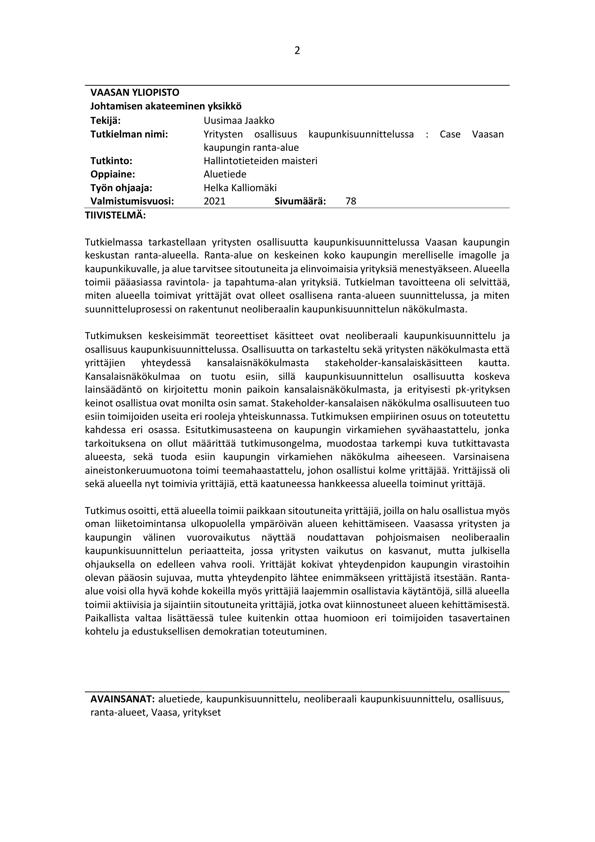 2
VAASAN YLIOPISTO
Johtamisen akateeminen yksikkö
Tekijä: Uusimaa Jaakko
Tutkielman nimi: Yritysten osallisuus kaupunkisuunnittelussa : Case Vaasan
kaupungin ranta-alue
Tutkinto: Hallintotieteiden maisteri
Oppiaine: Aluetiede
Työn ohjaaja: Helka Kalliomäki
Valmistumisvuosi: 2021 Sivumäärä: 78
TIIVISTELMÄ:
Tutkielmassa tarkastellaan yritysten osallisuutta kaupunkisuunnittelussa Vaasan kaupungin
keskustan ranta-alueella. Ranta-alue on keskeinen koko kaupungin merelliselle imagolle ja
kaupunkikuvalle, ja alue tarvitsee sitoutuneita ja elinvoimaisia yrityksiä menestyäkseen. Alueella
toimii pääasiassa ravintola- ja tapahtuma-alan yrityksiä. Tutkielman tavoitteena oli selvittää,
miten alueella toimivat yrittäjät ovat olleet osallisena ranta-alueen suunnittelussa, ja miten
suunnitteluprosessi on rakentunut neoliberaalin kaupunkisuunnittelun näkökulmasta.
Tutkimuksen keskeisimmät teoreettiset käsitteet ovat neoliberaali kaupunkisuunnittelu ja
osallisuus kaupunkisuunnittelussa. Osallisuutta on tarkasteltu sekä yritysten näkökulmasta että
yrittäjien yhteydessä kansalaisnäkökulmasta stakeholder-kansalaiskäsitteen kautta.
Kansalaisnäkökulmaa on tuotu esiin, sillä kaupunkisuunnittelun osallisuutta koskeva
lainsäädäntö on kirjoitettu monin paikoin kansalaisnäkökulmasta, ja erityisesti pk-yrityksen
keinot osallistua ovat monilta osin samat. Stakeholder-kansalaisen näkökulma osallisuuteen tuo
esiin toimijoiden useita eri rooleja yhteiskunnassa. Tutkimuksen empiirinen osuus on toteutettu
kahdessa eri osassa. Esitutkimusasteena on kaupungin virkamiehen syvähaastattelu, jonka
tarkoituksena on ollut määrittää tutkimusongelma, muodostaa tarkempi kuva tutkittavasta
alueesta, sekä tuoda esiin kaupungin virkamiehen näkökulma aiheeseen. Varsinaisena
aineistonkeruumuotona toimi teemahaastattelu, johon osallistui kolme yrittäjää. Yrittäjissä oli
sekä alueella nyt toimivia yrittäjiä, että kaatuneessa hankkeessa alueella toiminut yrittäjä.
Tutkimus osoitti, että alueella toimii paikkaan sitoutuneita yrittäjiä, joilla on halu osallistua myös
oman liiketoimintansa ulkopuolella ympäröivän alueen kehittämiseen. Vaasassa yritysten ja
kaupungin välinen vuorovaikutus näyttää noudattavan pohjoismaisen neoliberaalin
kaupunkisuunnittelun periaatteita, jossa yritysten vaikutus on kasvanut, mutta julkisella
ohjauksella on edelleen vahva rooli. Yrittäjät kokivat yhteydenpidon kaupungin virastoihin
olevan pääosin sujuvaa, mutta yhteydenpito lähtee enimmäkseen yrittäjistä itsestään. Ranta-
alue voisi olla hyvä kohde kokeilla myös yrittäjiä laajemmin osallistavia käytäntöjä, sillä alueella
toimii aktiivisia ja sijaintiin sitoutuneita yrittäjiä, jotka ovat kiinnostuneet alueen kehittämisestä.
Paikallista valtaa lisättäessä tulee kuitenkin ottaa huomioon eri toimijoiden tasavertainen
kohtelu ja edustuksellisen demokratian toteutuminen.
AVAINSANAT: aluetiede, kaupunkisuunnittelu, neoliberaali kaupunkisuunnittelu, osallisuus,
ranta-alueet, Vaasa, yritykset